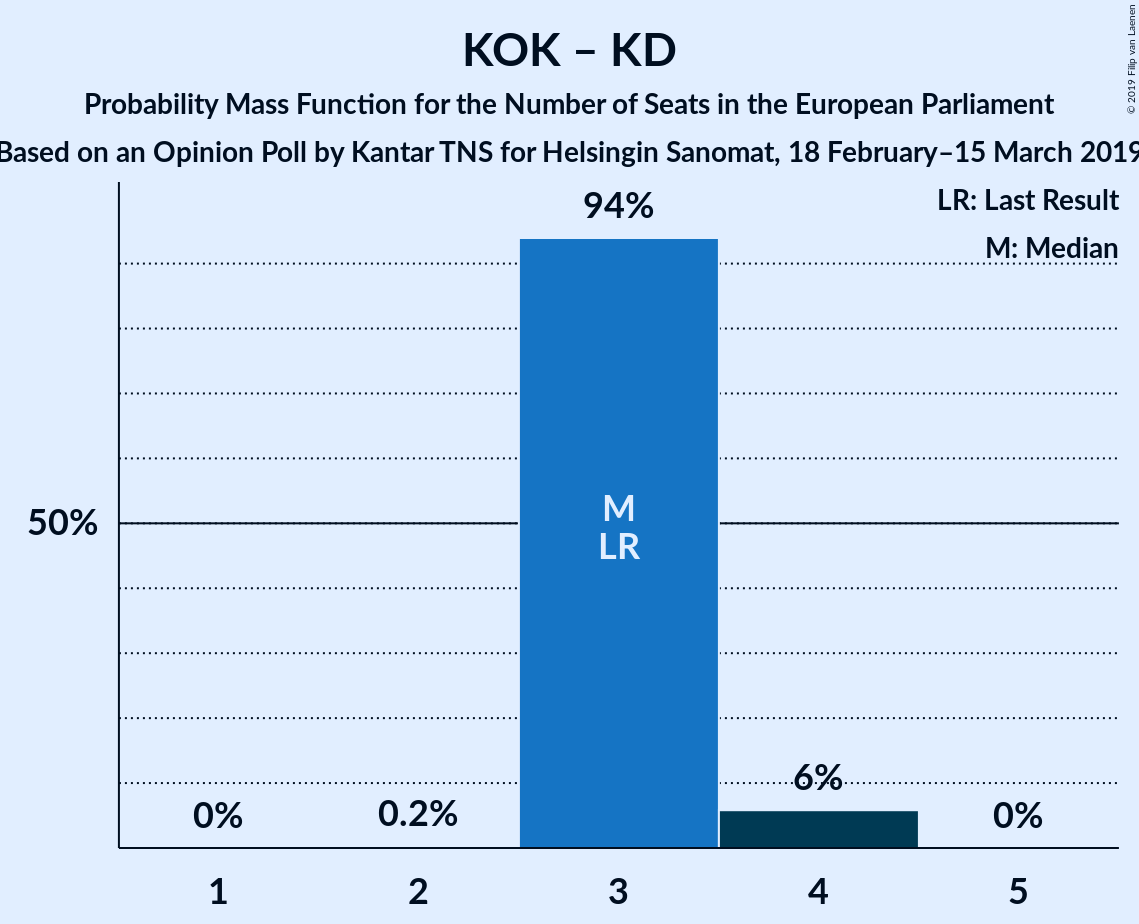 KOK – KD
Probability Mass Function for the Number of Seats in the European Parliament
Based on an Opinion Poll by Kantar TNS for Helsingin Sanomat, 18 February–15 March 2019
© 2019 Filip van Laenen
LR: Last Result
M: Median
94%
50%
M
LR
6%
0%
0.2%
0%
1
2
3
4
5